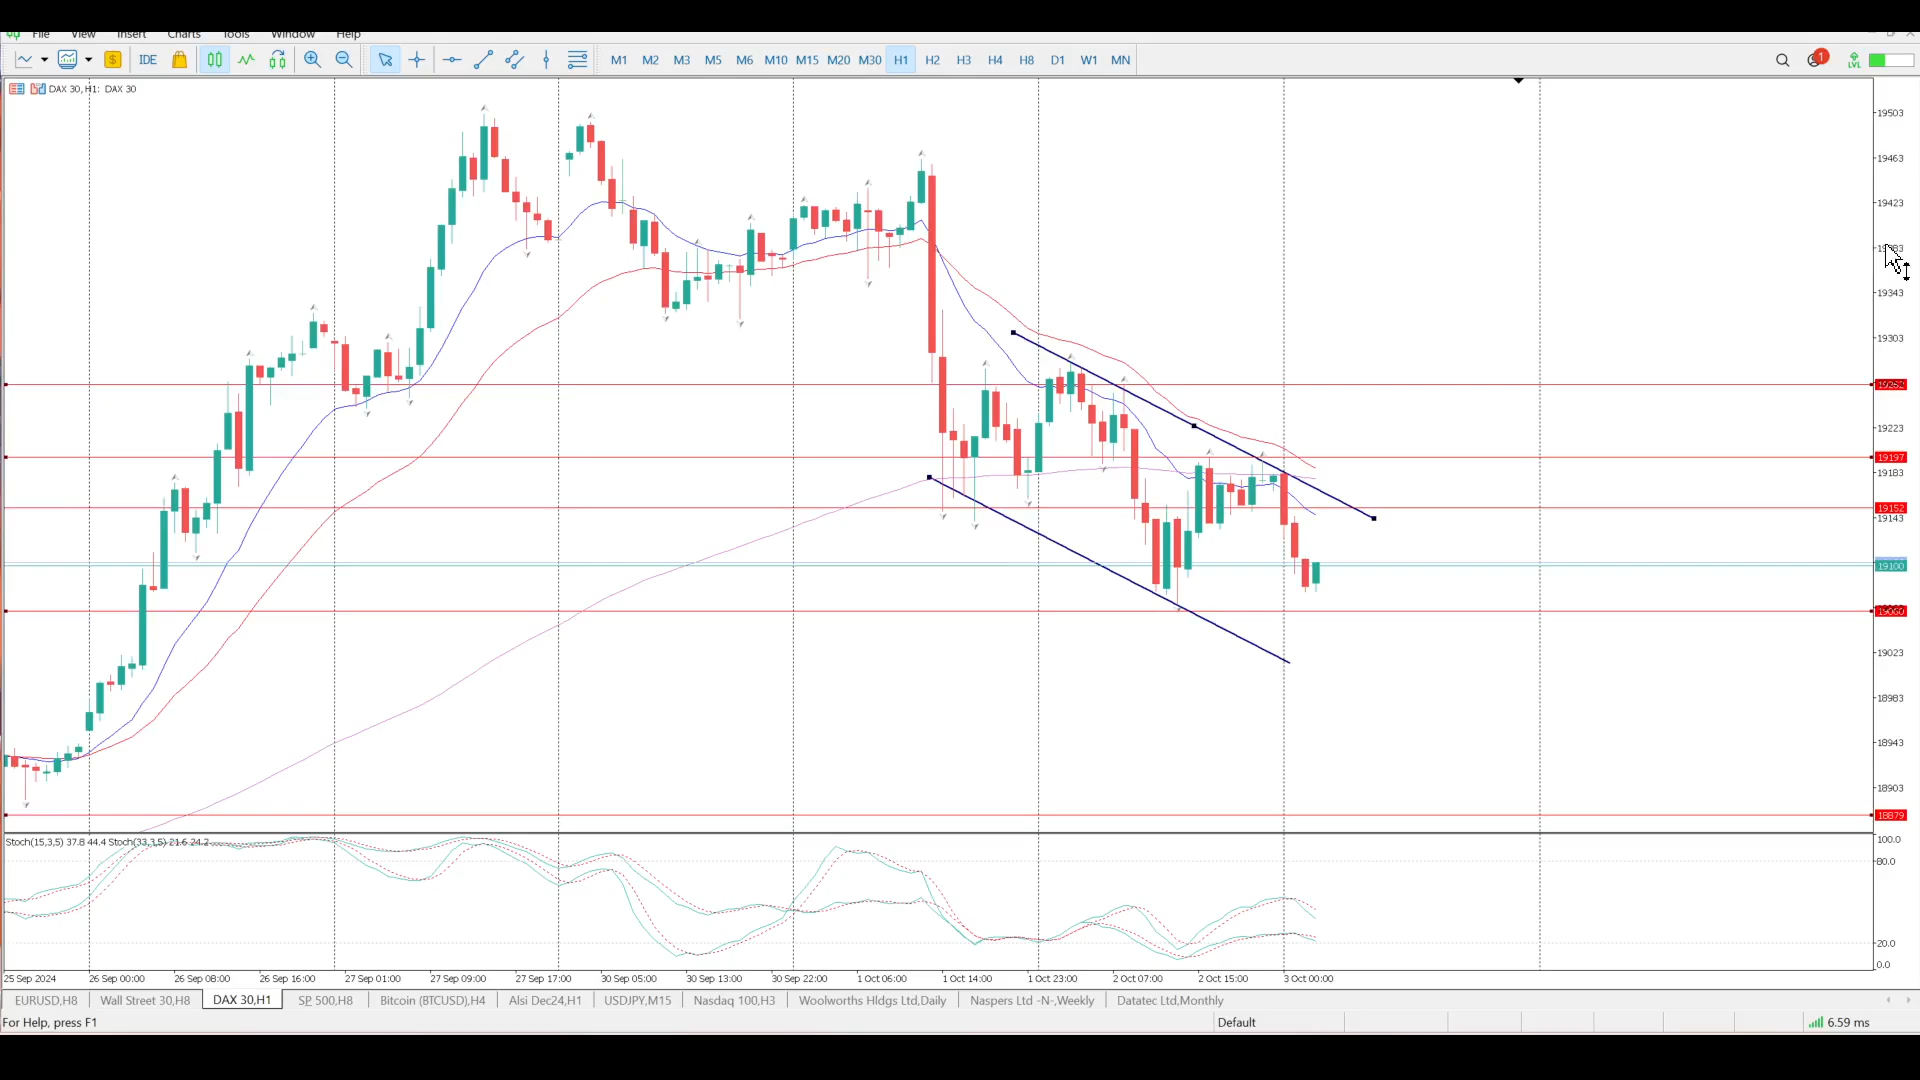 File View Insert Charts Tools Window Help
IDE M1 M2 M3 M5 M6 M10 M15 M20 M30 H1 H2 H3 H4 H8 D1 W1 MN 1 LVL
DAX 30, H1: DAX 30
19503
19463
19423
19343
19303
19223
19197
19183
19152
19143
19100
19023
18983
18943
18903
18879
Stoch(15,3,5) 37.8 44.4 Stoch(33,3,5) 21.6 24.2
100.0
80.0
20.0
0.0
25 Sep 2024 26 Sep 00:00 26 Sep 08:00 26 Sep 16:00 27 Sep 01:00 27 Sep 09:00 27 Sep 17:00 30 Sep 05:00 30 Sep 13:00 30 Sep 22:00 1 Oct 06:00 1 Oct 14:00 1 Oct 23:00 2 Oct 07:00 2 Oct 15:00 3 Oct 00:00
EURUSD,H8 Wall Street 30,H8 DAX 30,H1 SP 500,H8 Bitcoin (BTCUSD),H4 Alsi Dec24,H1 USDJPY,M15 Nasdaq 100,H3 Woolworths Hldgs Ltd,Daily Naspers Ltd -N-,Weekly Datatec Ltd,Monthly
For Help, press F1 Default 6.59 ms